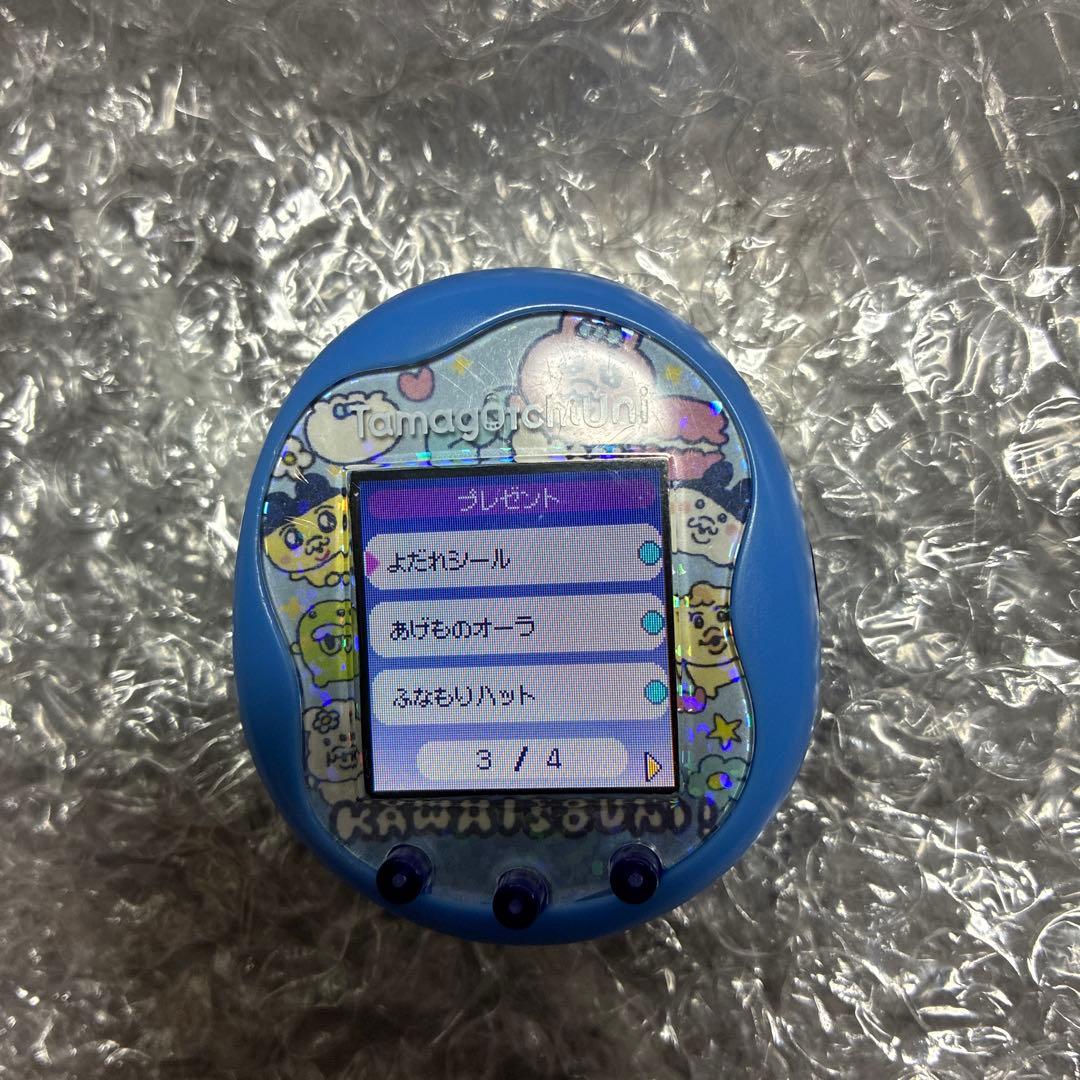 TamagotchiUni
プレゼント
よだれシール
あげものオーラ
ふなもりハット
3 / 4
KAWAISOUNI!